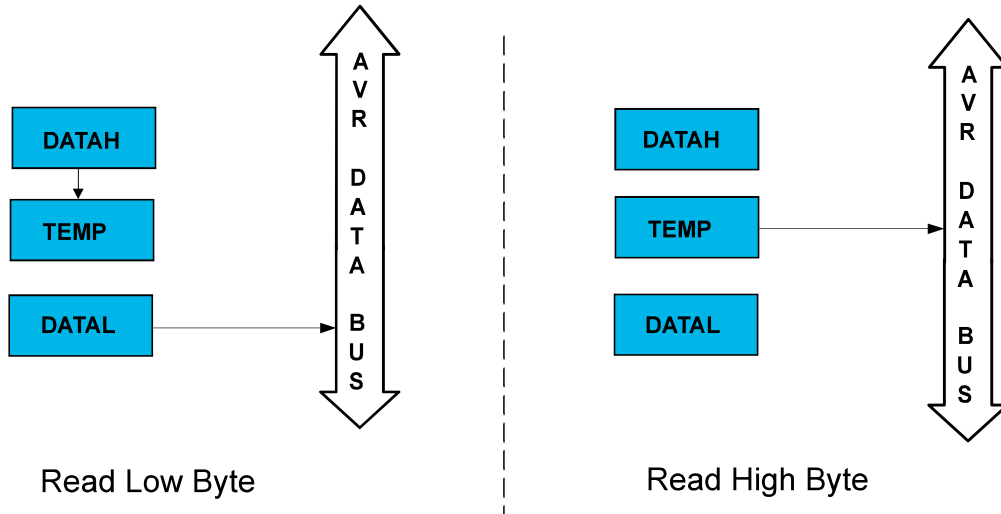 DATAH
TEMP
DATAL
AVR DATA BUS
Read Low Byte
DATAH
TEMP
DATAL
AVR DATA BUS
Read High Byte